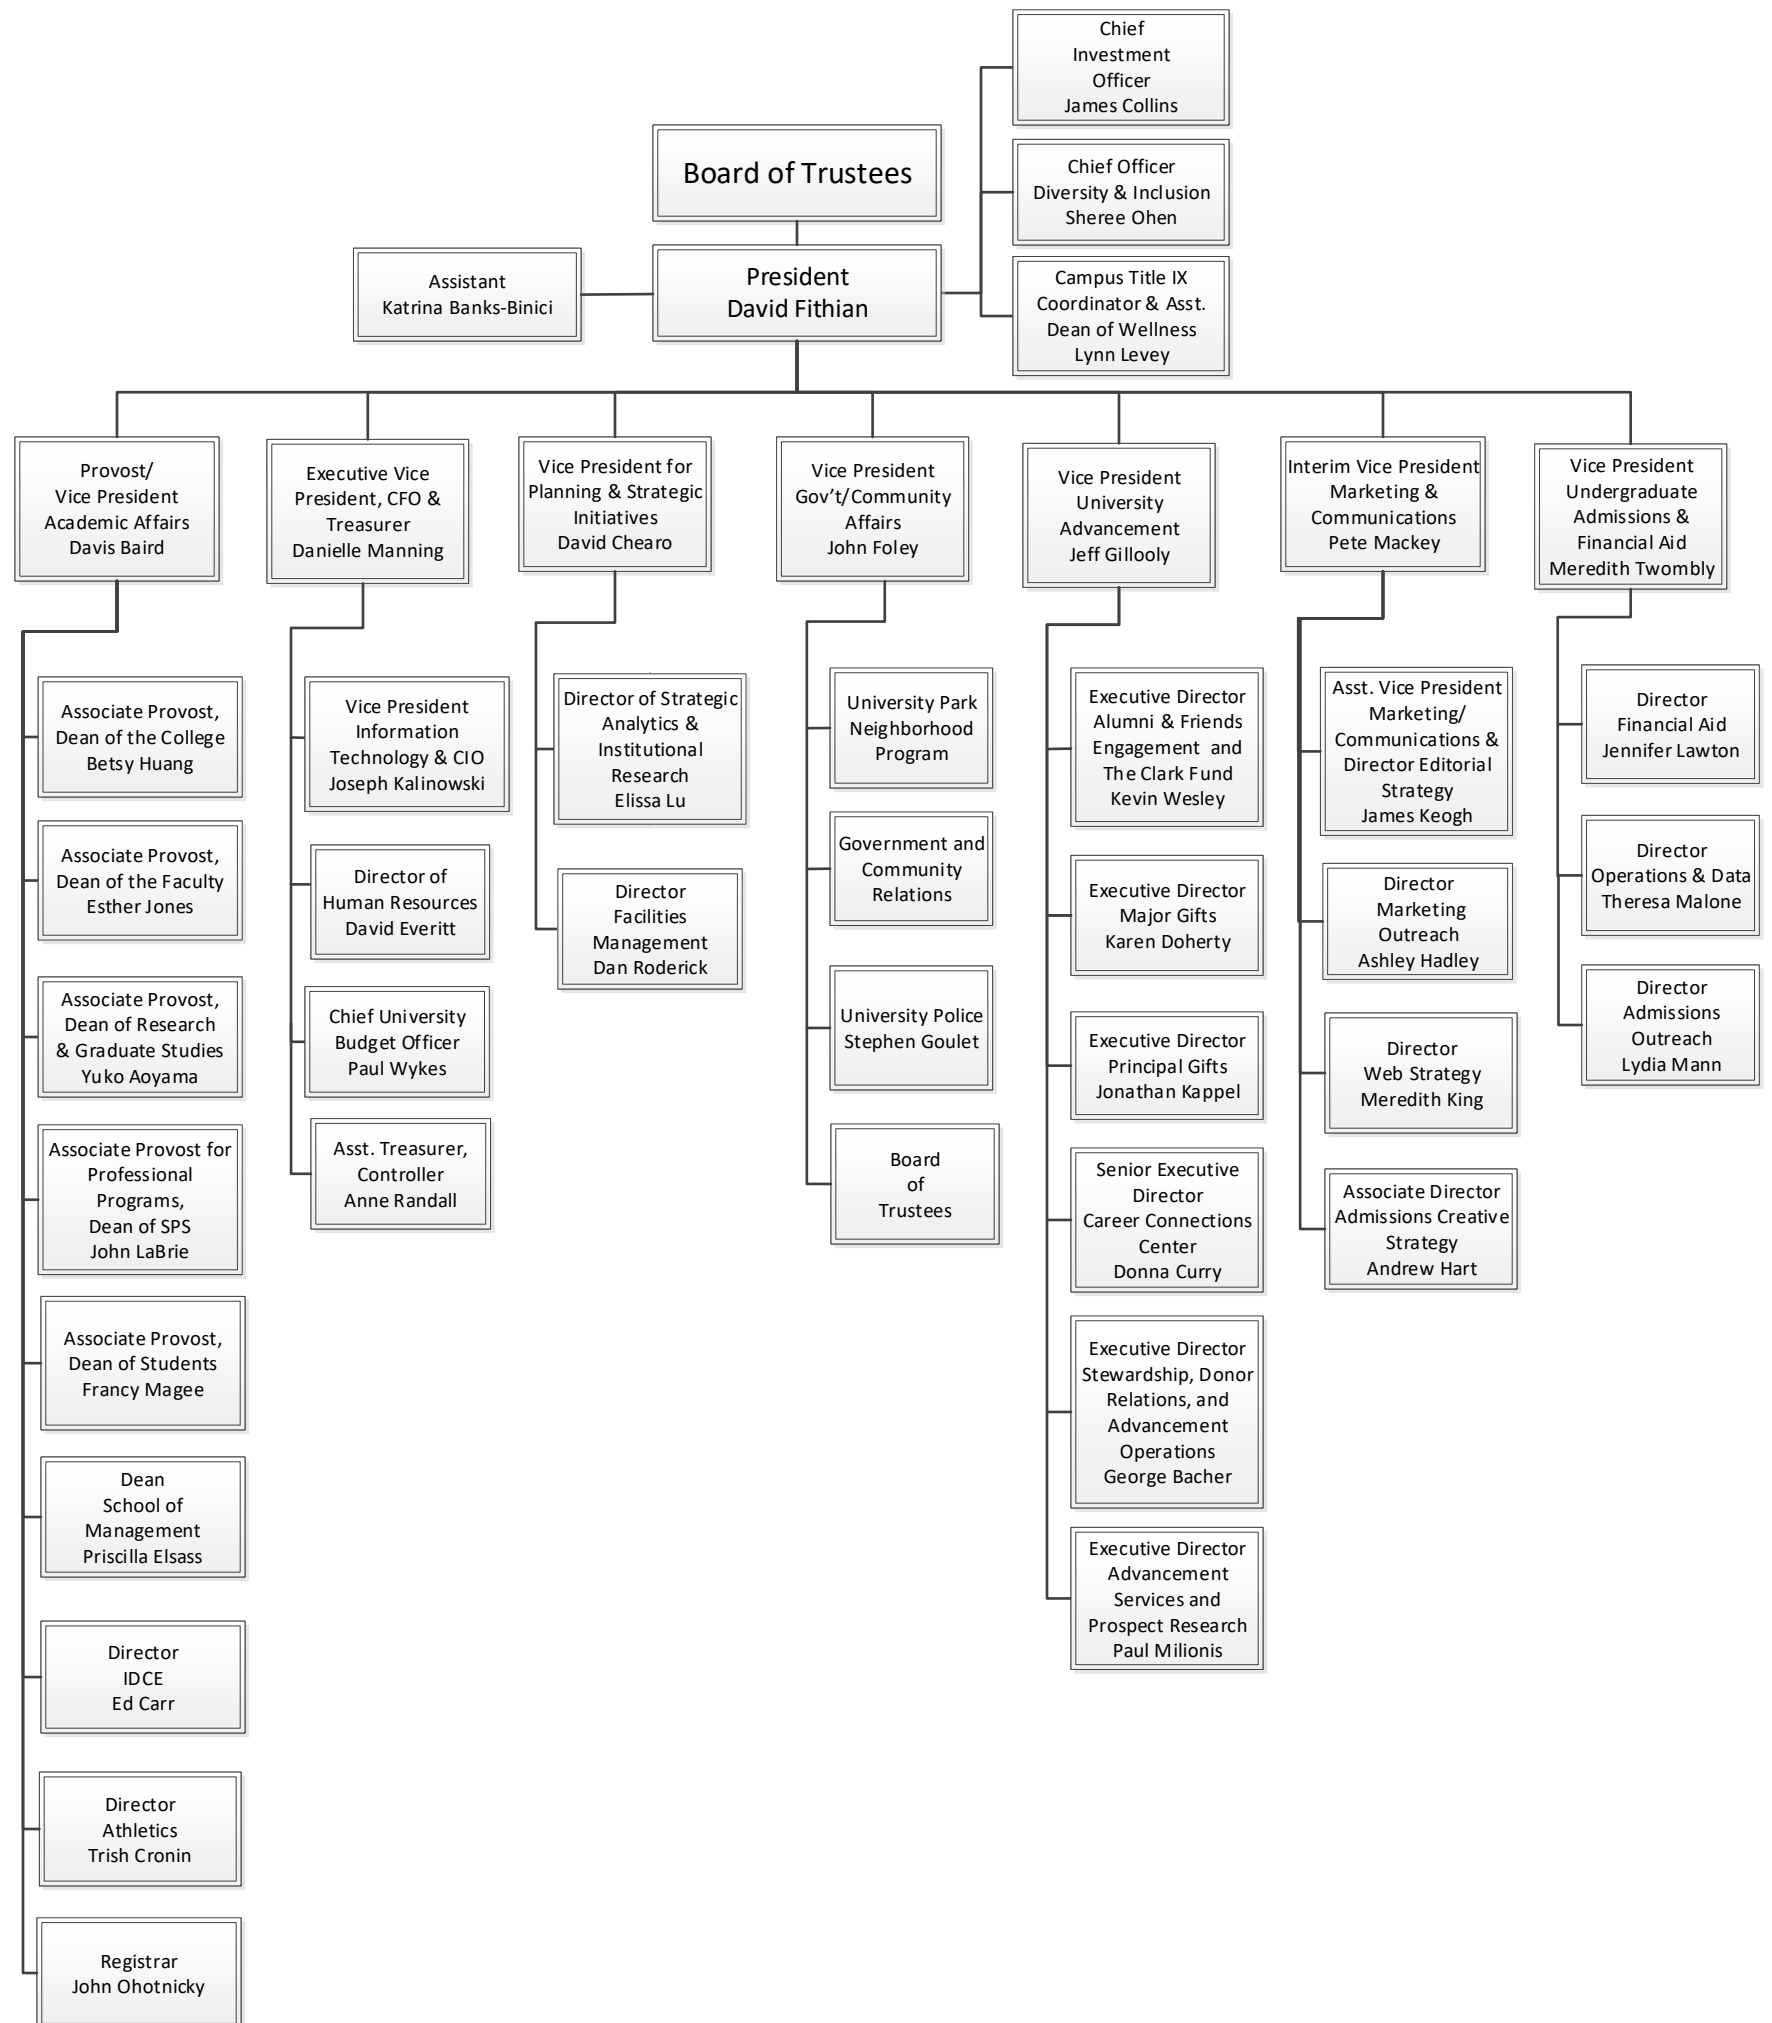 Chief
Investment
Officer
James Collins
Board of Trustees
Chief Officer
Diversity & Inclusion
Sheree Ohen
Assistant
Katrina Banks-Binici
President
David Fithian
Campus Title IX
Coordinator & Asst.
Dean of Wellness
Lynn Levey
Provost/
Vice President
Academic Affairs
Davis Baird
Executive Vice
President, CFO &
Treasurer
Danielle Manning
Vice President for
Planning & Strategic
Initiatives
David Chearo
Vice President
Gov't/Community
Affairs
John Foley
Vice President
University
Advancement
Jeff Gillooly
Interim Vice President
Marketing &
Communications
Pete Mackey
Vice President
Undergraduate
Admissions &
Financial Aid
Meredith Twombly
Associate Provost,
Dean of the College
Betsy Huang
Associate Provost,
Dean of the Faculty
Esther Jones
Associate Provost,
Dean of Research
& Graduate Studies
Yuko Aoyama
Associate Provost for
Professional
Programs,
Dean of SPS
John LaBrie
Associate Provost,
Dean of Students
Francy Magee
Dean
School of
Management
Priscilla Elsass
Director
IDCE
Ed Carr
Director
Athletics
Trish Cronin
Registrar
John Ohotnicky
Vice President
Information
Technology & CIO
Joseph Kalinowski
Director of
Human Resources
David Everitt
Chief University
Budget Officer
Paul Wykes
Asst. Treasurer,
Controller
Anne Randall
Director of Strategic
Analytics &
Institutional
Research
Elissa Lu
Director
Facilities
Management
Dan Roderick
University Park
Neighborhood
Program
Government and
Community
Relations
University Police
Stephen Goulet
Board
of
Trustees
Executive Director
Alumni & Friends
Engagement and
The Clark Fund
Kevin Wesley
Executive Director
Major Gifts
Karen Doherty
Executive Director
Principal Gifts
Jonathan Kappel
Senior Executive
Director
Career Connections
Center
Donna Curry
Executive Director
Stewardship, Donor
Relations, and
Advancement
Operations
George Bacher
Executive Director
Advancement
Services and
Prospect Research
Paul Milionis
Asst. Vice President
Marketing/
Communications &
Director Editorial
Strategy
James Keogh
Director
Marketing
Outreach
Ashley Hadley
Director
Web Strategy
Meredith King
Associate Director
Admissions Creative
Strategy
Andrew Hart
Director
Financial Aid
Jennifer Lawton
Director
Operations & Data
Theresa Malone
Director
Admissions
Outreach
Lydia Mann